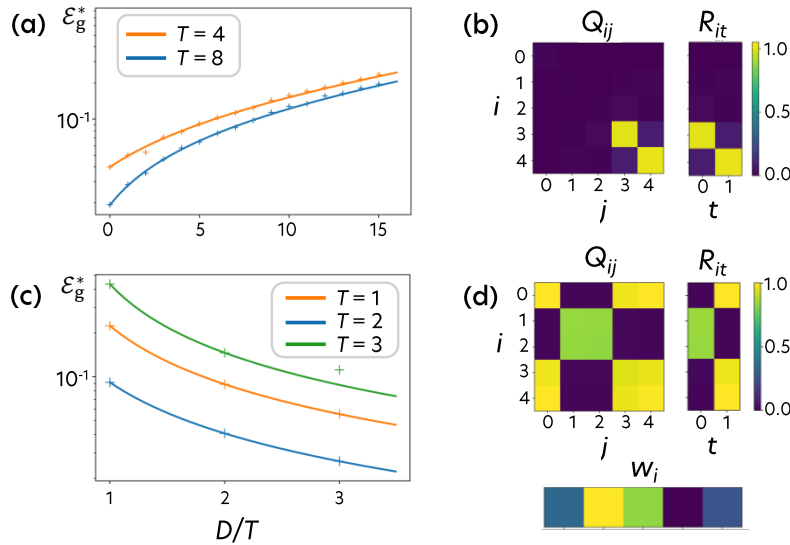 (a)
ε*g
T = 4
T = 8
10⁻¹
0 5 10 15
(b)
Qij
Rit
i
0
1
2
3
4
0 1 2 3 4
j
0 1
t
1.0
0.5
0.0
(c)
ε*g
T = 1
T = 2
T = 3
10⁻¹
1 2 3
D/T
(d)
Qij
Rit
i
0
1
2
3
4
0 1 2 3 4
j
0 1
t
1.0
0.5
0.0
wi